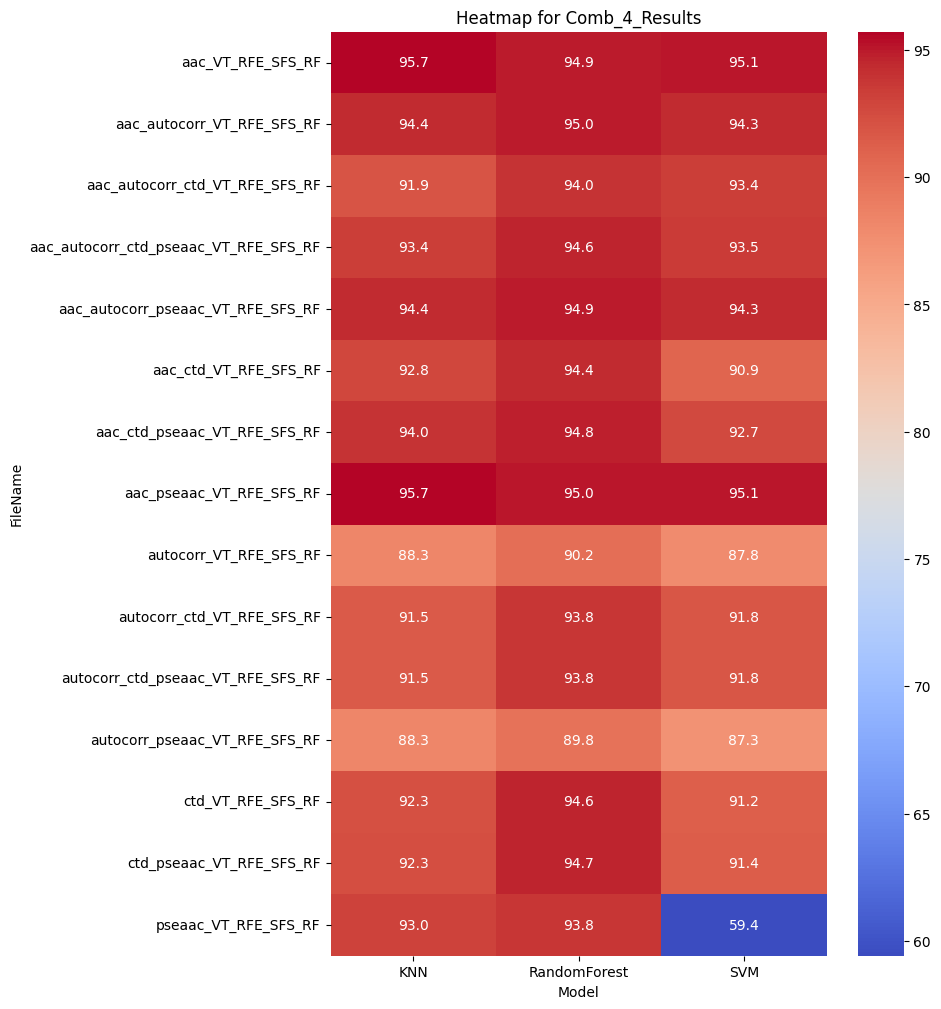 Heatmap for Comb_4_Results
FileName
aac_VT_RFE_SFS_RF 95.7 94.9 95.1
aac_autocorr_VT_RFE_SFS_RF 94.4 95.0 94.3
aac_autocorr_ctd_VT_RFE_SFS_RF 91.9 94.0 93.4
aac_autocorr_ctd_pseaac_VT_RFE_SFS_RF 93.4 94.6 93.5
aac_autocorr_pseaac_VT_RFE_SFS_RF 94.4 94.9 94.3
aac_ctd_VT_RFE_SFS_RF 92.8 94.4 90.9
aac_ctd_pseaac_VT_RFE_SFS_RF 94.0 94.8 92.7
aac_pseaac_VT_RFE_SFS_RF 95.7 95.0 95.1
autocorr_VT_RFE_SFS_RF 88.3 90.2 87.8
autocorr_ctd_VT_RFE_SFS_RF 91.5 93.8 91.8
autocorr_ctd_pseaac_VT_RFE_SFS_RF 91.5 93.8 91.8
autocorr_pseaac_VT_RFE_SFS_RF 88.3 89.8 87.3
ctd_VT_RFE_SFS_RF 92.3 94.6 91.2
ctd_pseaac_VT_RFE_SFS_RF 92.3 94.7 91.4
pseaac_VT_RFE_SFS_RF 93.0 93.8 59.4
KNN RandomForest SVM
Model
95
90
85
80
75
70
65
60